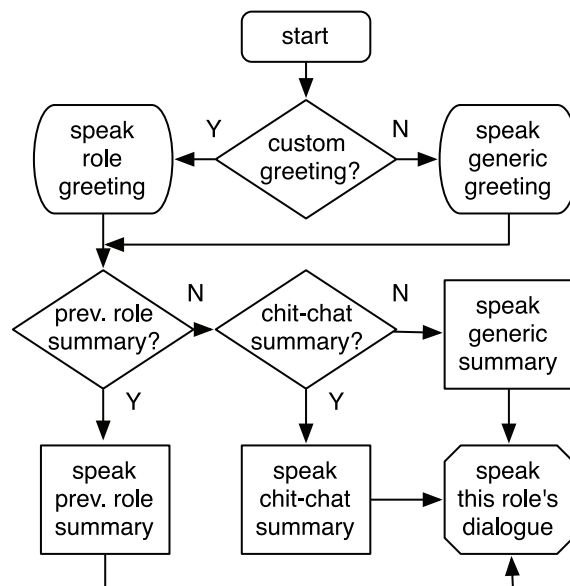 start
Y
N
speak
role
greeting
custom
greeting?
speak
generic
greeting
N
N
prev. role
summary?
chit-chat
summary?
speak
generic
summary
Y
Y
speak
prev. role
summary
speak
chit-chat
summary
speak
this role's
dialogue